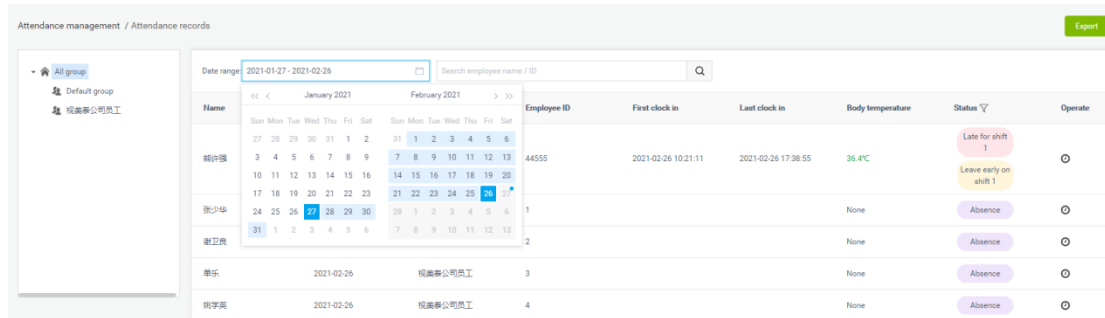 Attendance management / Attendance records
Export
All group
Default group
视美泰公司员工
Date range: 2021-01-27 - 2021-02-26
Search employee name / ID
January 2021 February 2021
Sun Mon Tue Wed Thu Fri Sat Sun Mon Tue Wed Thu Fri Sat
27 28 29 30 31 1 2 31 1 2 3 4 5 6
3 4 5 6 7 8 9 7 8 9 10 11 12 13
10 11 12 13 14 15 16 14 15 16 17 18 19 20
17 18 19 20 21 22 23 21 22 23 24 25 26 27
24 25 26 27 28 29 30 28 1 2 3 4 5 6
31 1 2 3 4 5 6 7 8 9 10 11 12 13
Name Employee ID First clock in Last clock in Body temperature Status Operate
熊许强 44555 2021-02-26 10:21:11 2021-02-26 17:38:55 36.4℃
Late for shift
1
Leave early on
shift 1
张少华 1 None Absence
谢卫良 2 None Absence
单乐 2021-02-26 视美泰公司员工 3 None Absence
姚学英 2021-02-26 视美泰公司员工 4 None Absence